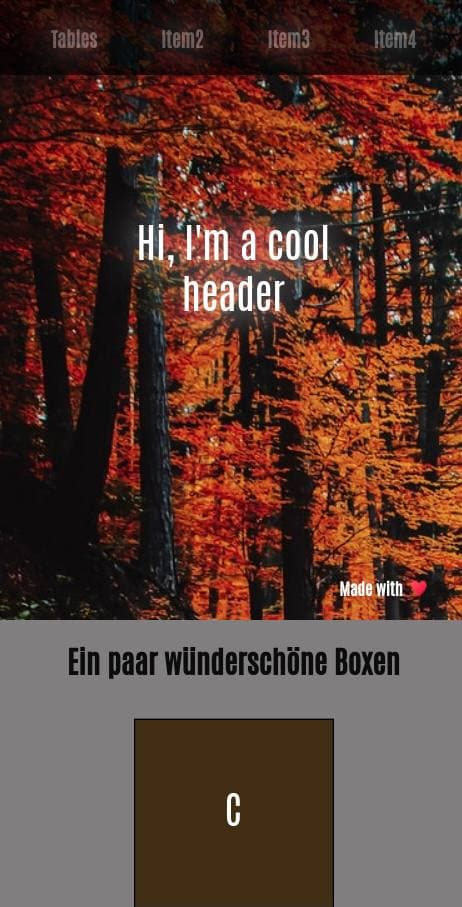 Tables Item2 Item3 Item4
Hi, I'm a cool
header
Made with ❤
Ein paar wünderschöne Boxen
C